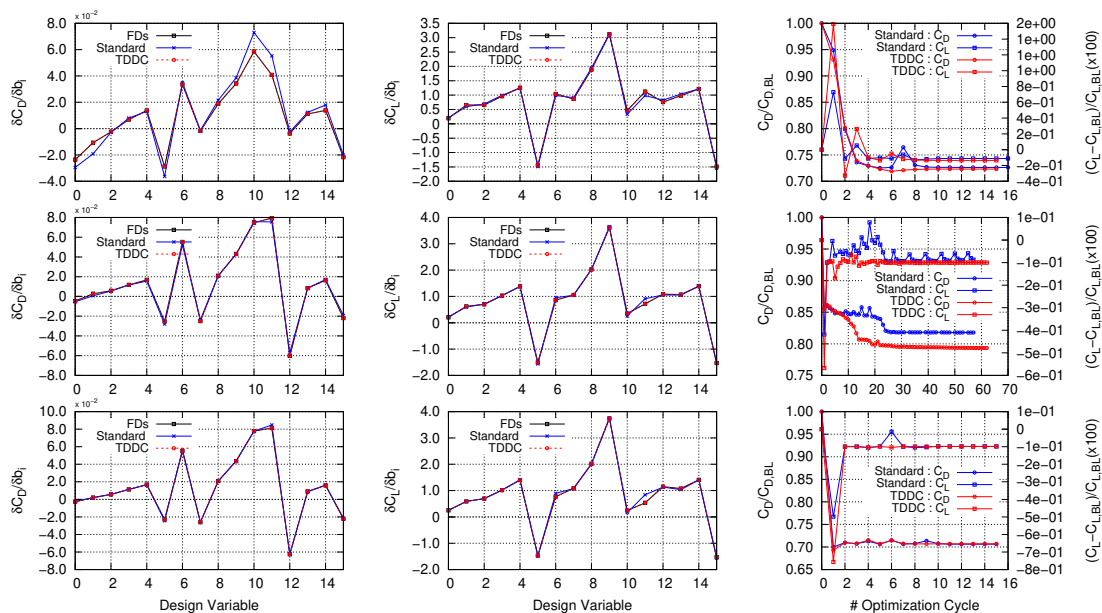 x 10⁻²
8.0
6.0
4.0
2.0
0
−2.0
−4.0
δC_D/δb_i
FDs
Standard
TDDC
0 2 4 6 8 10 12 14
3.5
3.0
2.5
2.0
1.5
1.0
0.5
0.0
−0.5
−1.0
−1.5
−2.0
δC_L/δb_i
FDs
Standard
TDDC
0 2 4 6 8 10 12 14
1.00
0.95
0.90
0.85
0.80
0.75
0.70
C_D/C_D,BL
Standard : C_D
Standard : C_L
TDDC : C_D
TDDC : C_L
2e+00
2e+00
1e+00
1e+00
1e+00
8e−01
6e−01
4e−01
2e−01
0
−2e−01
−4e−01
(C_L−C_L,BL)/C_L,BL(x100)
0 2 4 6 8 10 12 14 16
x 10⁻²
8.0
6.0
4.0
2.0
0
−2.0
−4.0
−6.0
−8.0
δC_D/δb_i
FDs
Standard
TDDC
0 2 4 6 8 10 12 14
4.0
3.0
2.0
1.0
0.0
−1.0
−2.0
δC_L/δb_i
FDs
Standard
TDDC
0 2 4 6 8 10 12 14
1.00
0.95
0.90
0.85
0.80
0.75
C_D/C_D,BL
Standard : C_D
Standard : C_L
TDDC : C_D
TDDC : C_L
1e−01
0
−1e−01
−2e−01
−3e−01
−4e−01
−5e−01
−6e−01
(C_L−C_L,BL)/C_L,BL(x100)
0 10 20 30 40 50 60 70
x 10⁻²
10.0
8.0
6.0
4.0
2.0
0
−2.0
−4.0
−6.0
−8.0
δC_D/δb_i
FDs
Standard
TDDC
0 2 4 6 8 10 12 14
Design Variable
4.0
3.0
2.0
1.0
0.0
−1.0
−2.0
δC_L/δb_i
FDs
Standard
TDDC
0 2 4 6 8 10 12 14
Design Variable
1.00
0.95
0.90
0.85
0.80
0.75
0.70
0.65
C_D/C_D,BL
Standard : C_D
Standard : C_L
TDDC : C_D
TDDC : C_L
1e−01
0
−1e−01
−2e−01
−3e−01
−4e−01
−5e−01
−6e−01
−7e−01
−8e−01
(C_L−C_L,BL)/C_L,BL(x100)
0 2 4 6 8 10 12 14 16
# Optimization Cycle